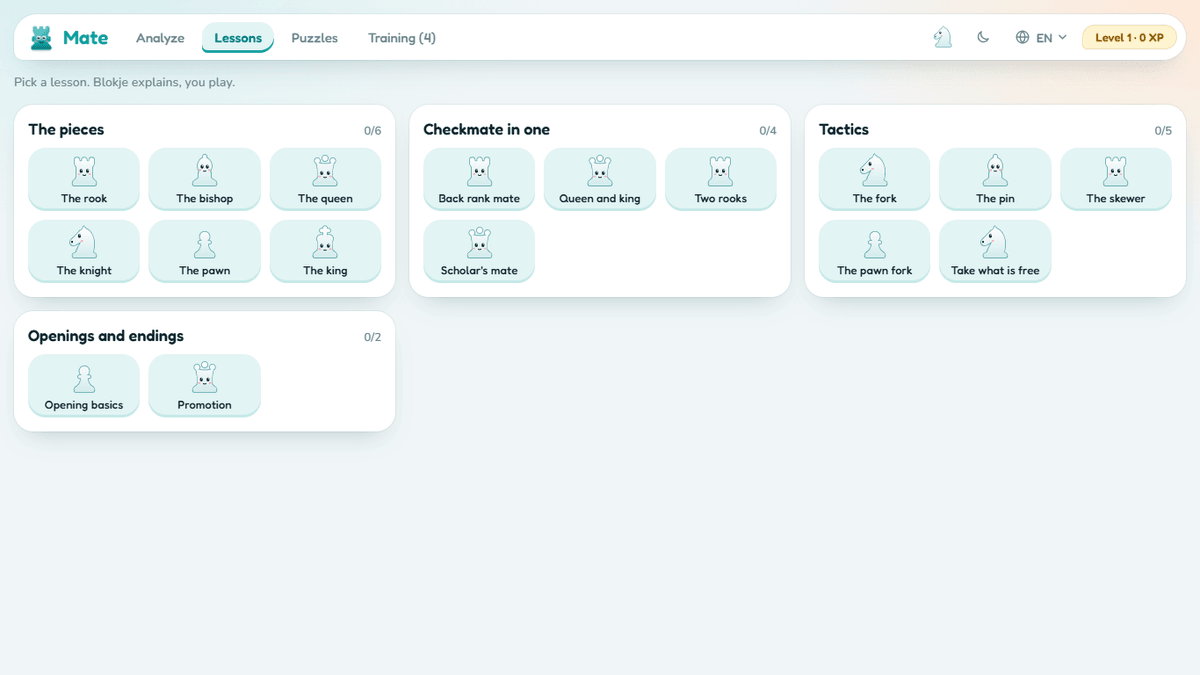 Mate Analyze Lessons Puzzles Training (4) EN Level 1 · 0 XP
Pick a lesson. Blokje explains, you play.
The pieces 0/6
The rook The bishop The queen
The knight The pawn The king
Checkmate in one 0/4
Back rank mate Queen and king Two rooks
Scholar's mate
Tactics 0/5
The fork The pin The skewer
The pawn fork Take what is free
Openings and endings 0/2
Opening basics Promotion